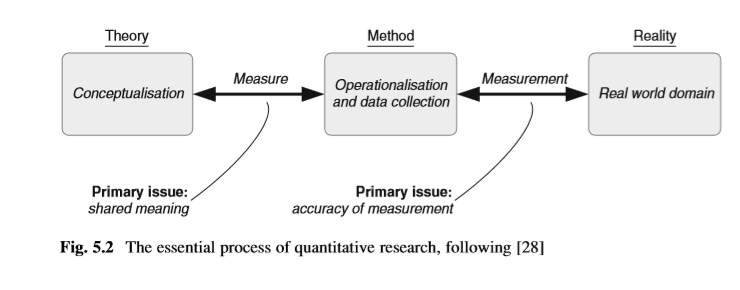 Theory
Method
Reality
Conceptualisation
Measure
Operationalisation
and data collection
Measurement
Real world domain
Primary issue:
shared meaning
Primary issue:
accuracy of measurement
Fig. 5.2 The essential process of quantitative research, following [28]